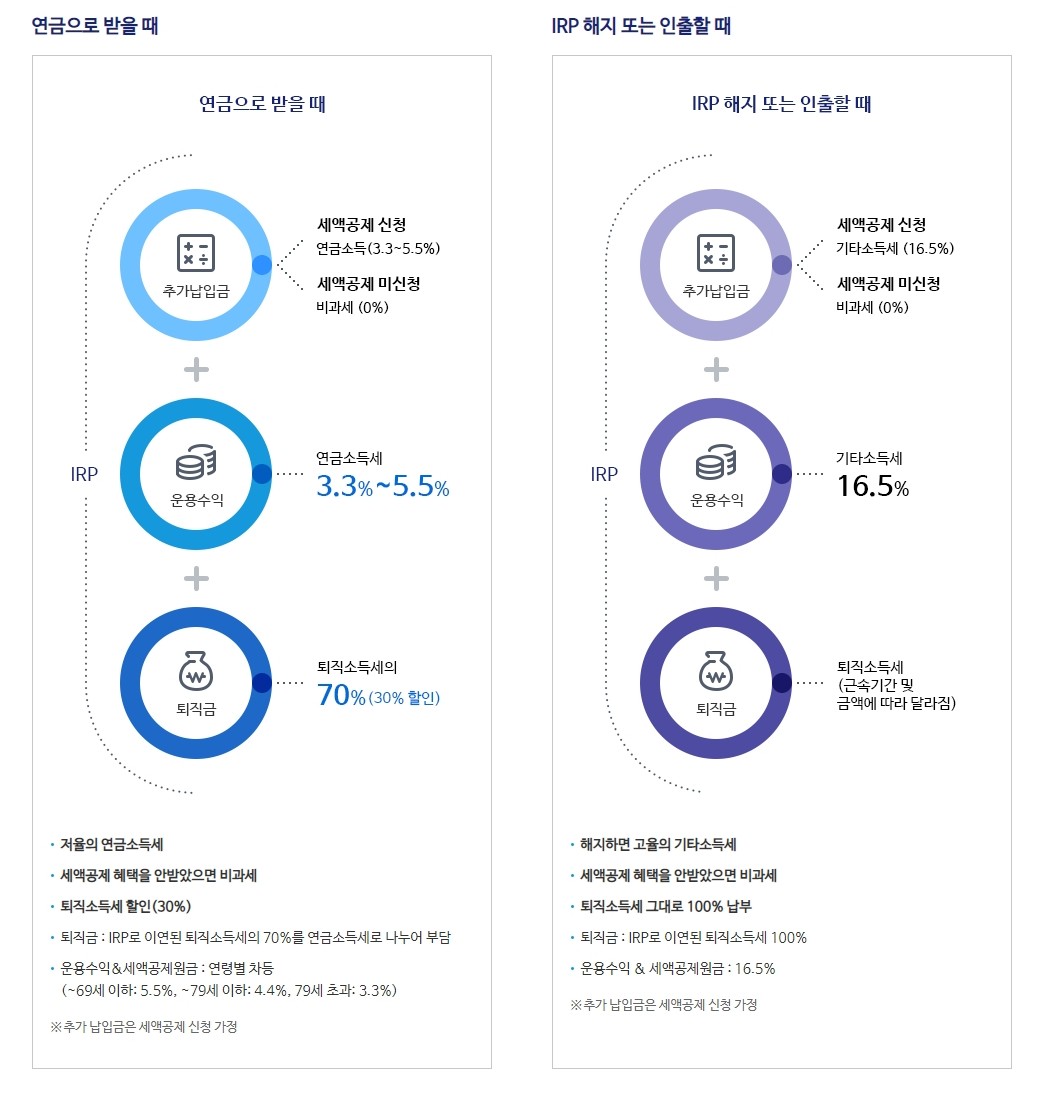 연금으로 받을 때
연금으로 받을 때
세액공제 신청
연금소득(3.3~5.5%)
추가납입금
세액공제 미신청
비과세 (0%)
IRP
운용수익
연금소득세
3.3%~5.5%
퇴직금
퇴직소득세의
70%(30% 할인)
• 저율의 연금소득세
• 세액공제 혜택을 안받았으면 비과세
• 퇴직소득세 할인(30%)
• 퇴직금 : IRP로 이연된 퇴직소득세의 70%를 연금소득세로 나누어 부담
• 운용수익&세액공제원금 : 연령별 차등
(~69세 이하: 5.5%, ~79세 이하: 4.4%, 79세 초과: 3.3%)
※추가 납입금은 세액공제 신청 가정
IRP 해지 또는 인출할 때
IRP 해지 또는 인출할 때
세액공제 신청
기타소득세 (16.5%)
추가납입금
세액공제 미신청
비과세 (0%)
IRP
운용수익
기타소득세
16.5%
퇴직금
퇴직소득세
(근속기간 및
금액에 따라 달라짐)
• 해지하면 고율의 기타소득세
• 세액공제 혜택을 안받았으면 비과세
• 퇴직소득세 그대로 100% 납부
• 퇴직금 : IRP로 이연된 퇴직소득세 100%
• 운용수익 & 세액공제원금 : 16.5%
※추가 납입금은 세액공제 신청 가정